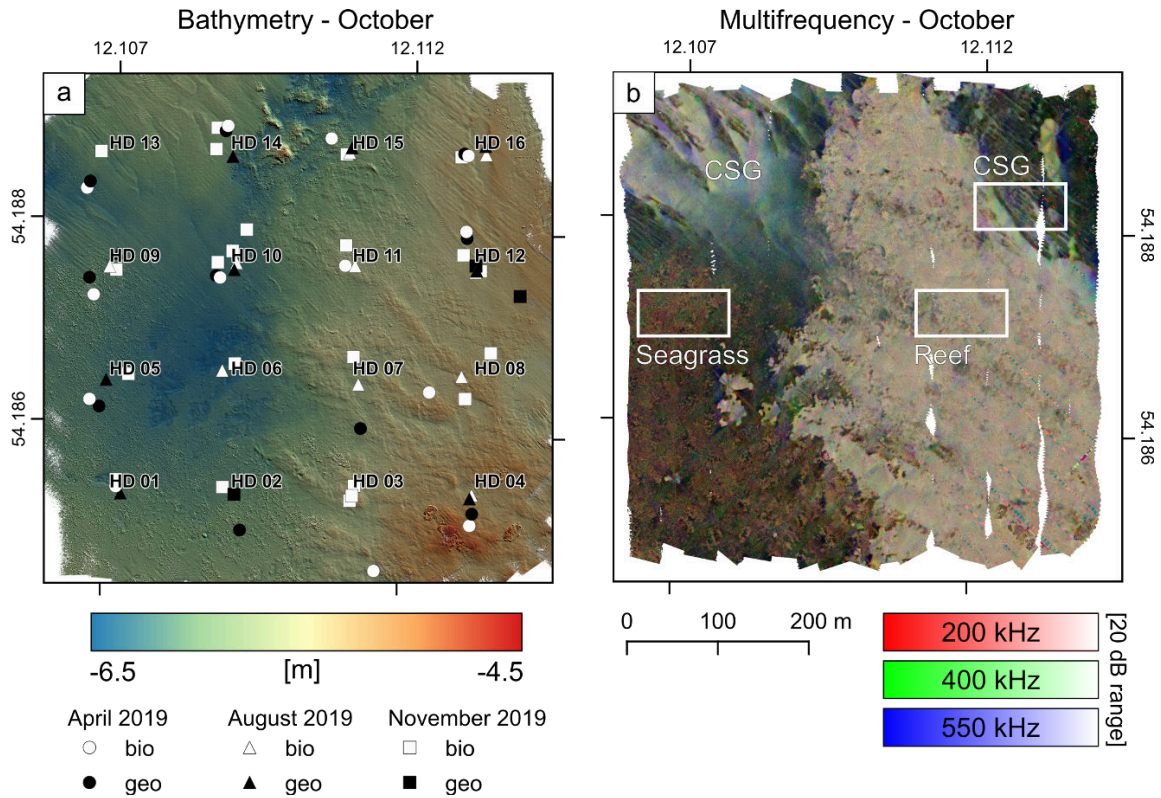 Bathymetry - October
Multifrequency - October
12.107
12.112
12.107
12.112
a
b
HD 13
HD 14
HD 15
HD 16
CSG
CSG
54.188
54.188
HD 09
HD 10
HD 11
HD 12
Seagrass
Reef
HD 05
HD 06
HD 07
HD 08
54.186
54.186
HD 01
HD 02
HD 03
HD 04
-6.5
[m]
-4.5
0
100
200 m
200 kHz
400 kHz
550 kHz
[20 dB range]
April 2019
August 2019
November 2019
bio
bio
bio
geo
geo
geo